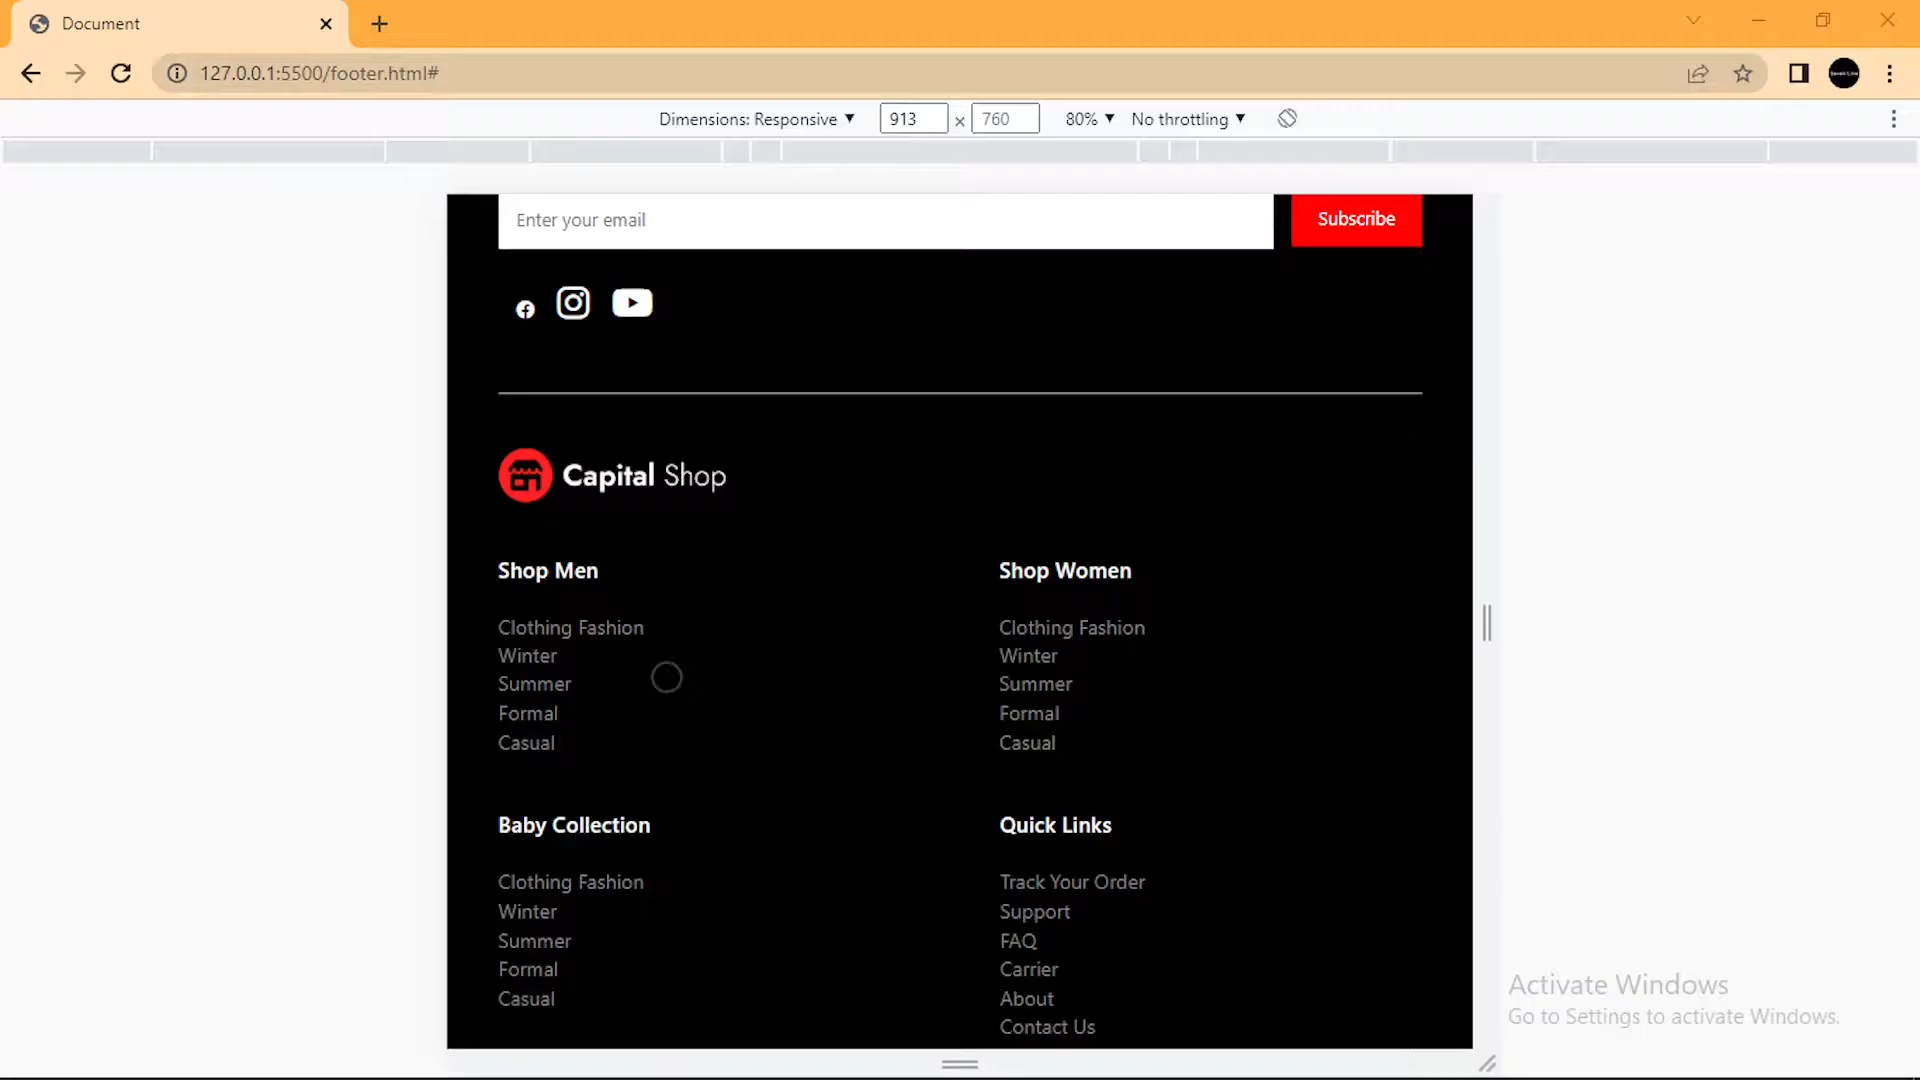 Document
127.0.0.1:5500/footer.html#
Dimensions: Responsive ▼ 913 × 760 80% ▼ No throttling ▼
Enter your email
Subscribe
Capital Shop
Shop Men
Clothing Fashion
Winter
Summer
Formal
Casual
Shop Women
Clothing Fashion
Winter
Summer
Formal
Casual
Baby Collection
Clothing Fashion
Winter
Summer
Formal
Casual
Quick Links
Track Your Order
Support
FAQ
Carrier
About
Contact Us
Activate Windows
Go to Settings to activate Windows.